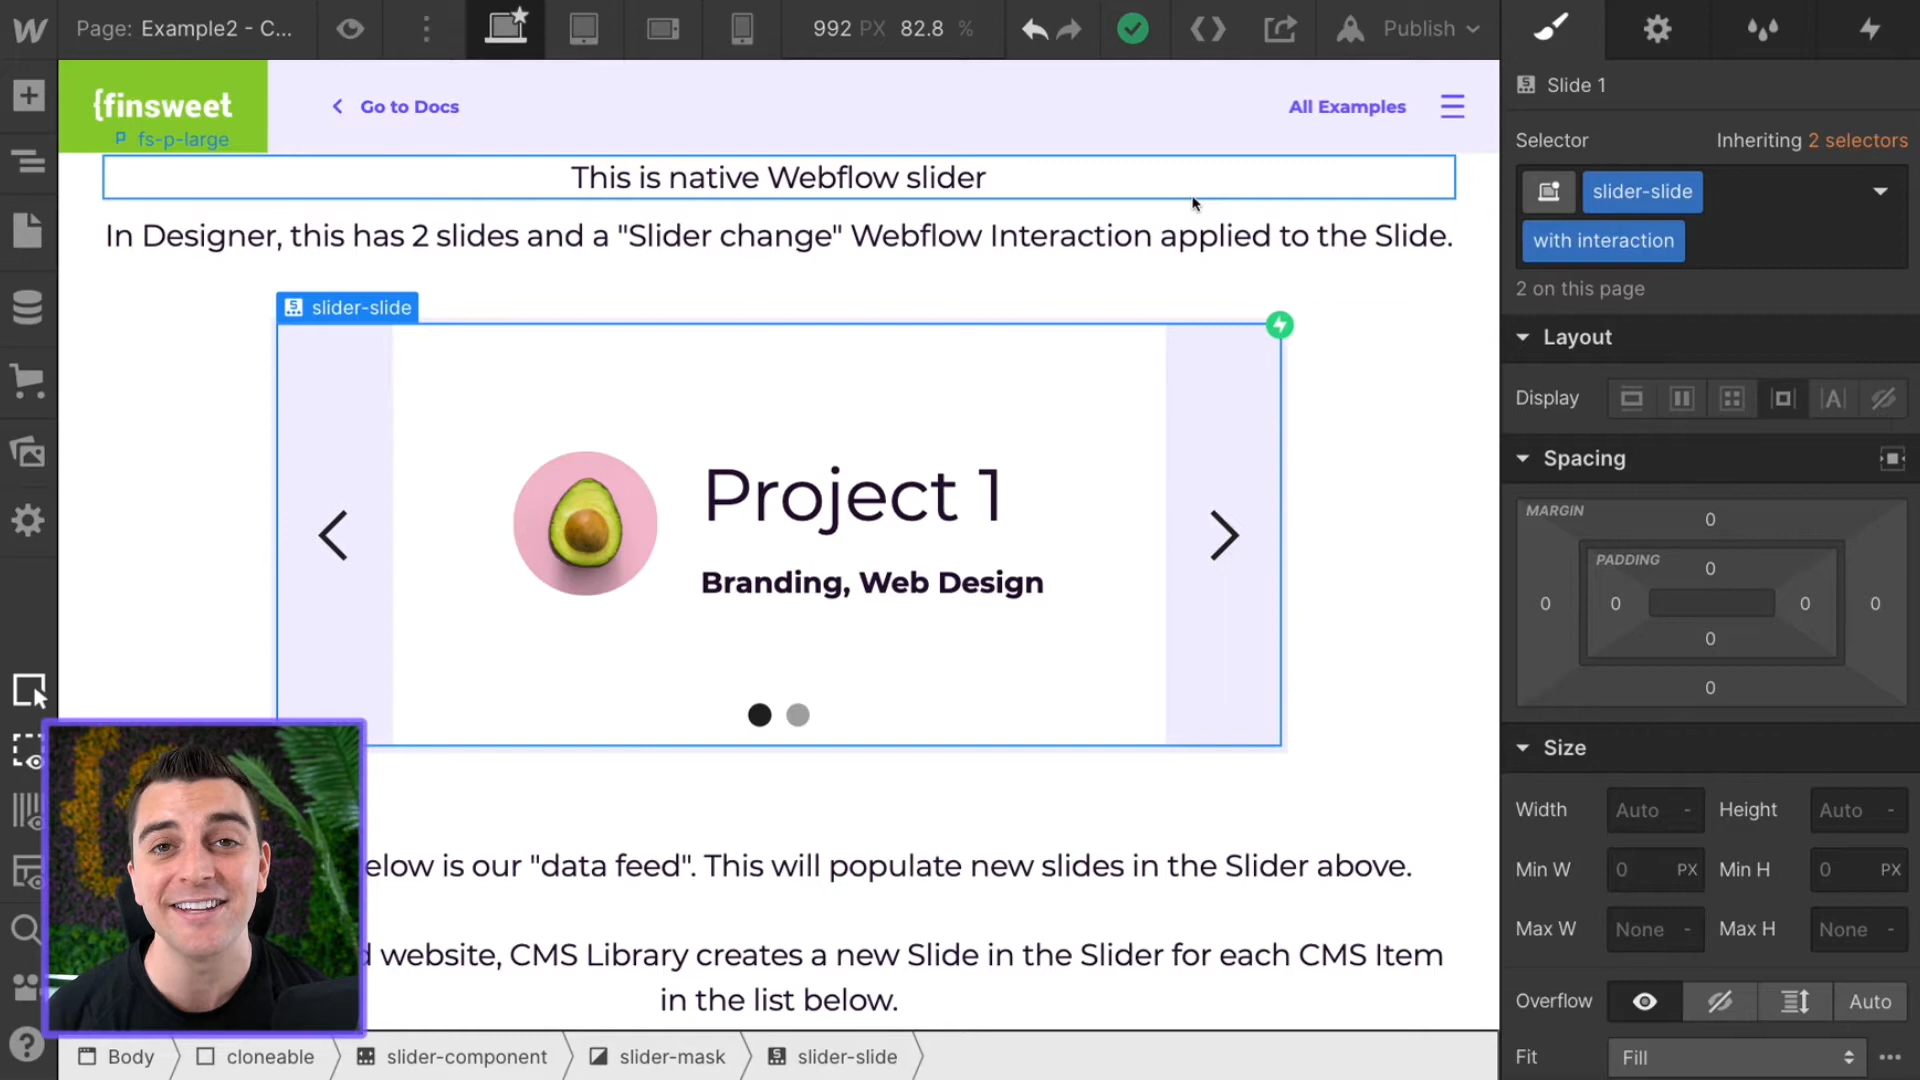 Page: Example2 - C...
992 PX 82.8 %
Publish
Slide 1
{finsweet
Go to Docs
All Examples
fs-p-large
Selector
Inheriting 2 selectors
This is native Webflow slider
slider-slide
In Designer, this has 2 slides and a "Slider change" Webflow Interaction applied to the Slide.
with interaction
2 on this page
slider-slide
Layout
Display
Spacing
MARGIN
0
PADDING
0
0
0
0
0
0
0
Project 1
Branding, Web Design
Size
Width Auto -
Height Auto -
Min W 0 PX
Min H 0 PX
Max W None -
Max H None -
elow is our "data feed". This will populate new slides in the Slider above.
d website, CMS Library creates a new Slide in the Slider for each CMS Item
in the list below.
Overflow
Auto
Fit
Fill
Body
cloneable
slider-component
slider-mask
slider-slide